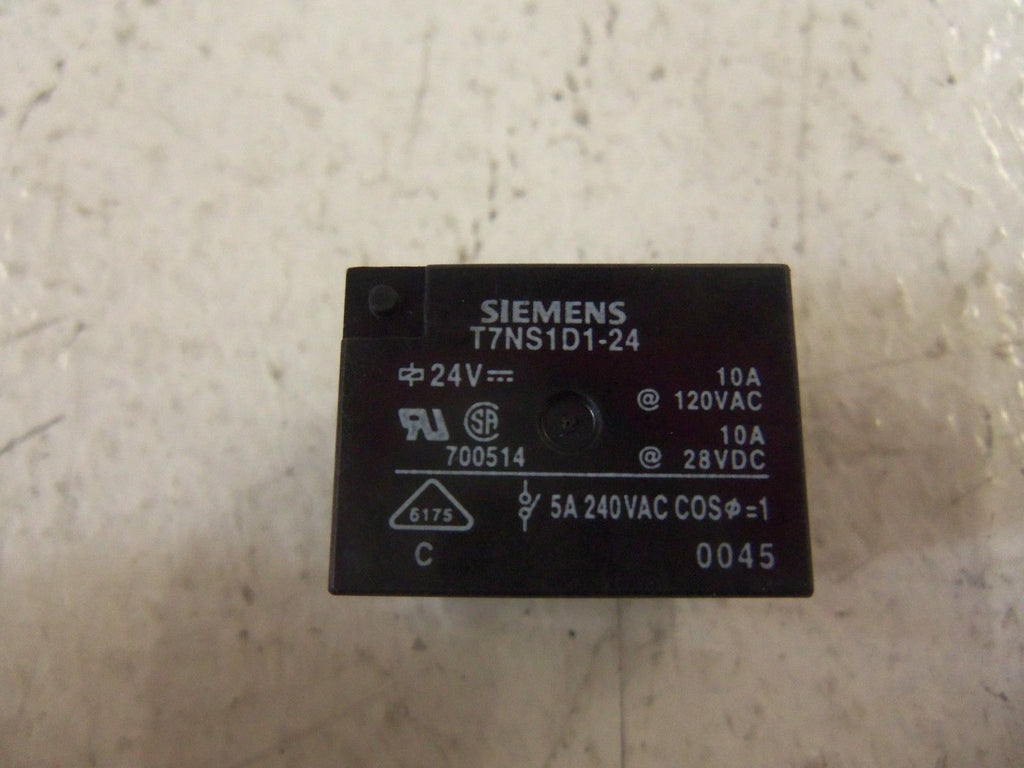 SIEMENS
T7NS1D1-24
24V
10A
@ 120VAC
10A
@ 28VDC
700514
6175
5A 240VAC COSφ=1
C
0045